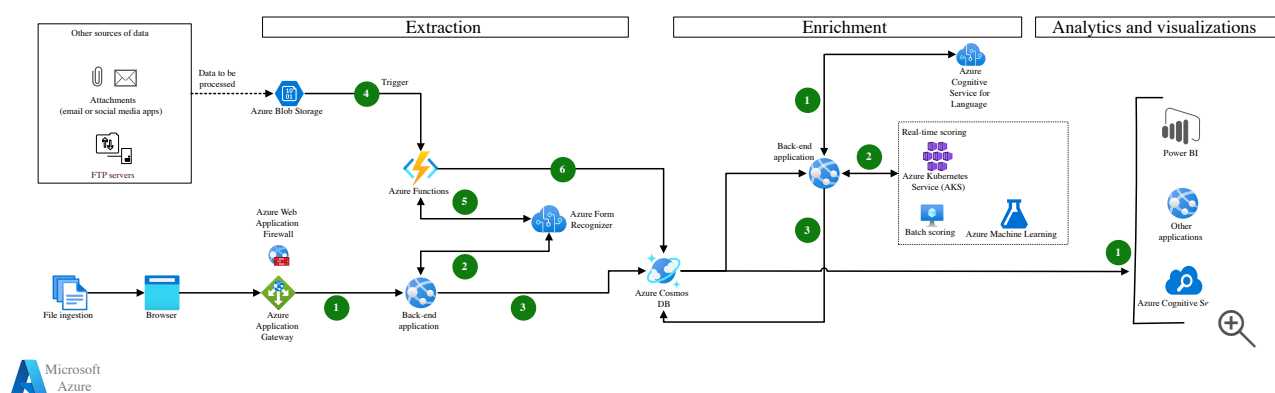 Extraction
Enrichment
Analytics and visualizations
Other sources of data
Attachments
(email or social media apps)
FTP servers
Data to be
processed
Azure Blob Storage
4
Trigger
Azure Functions
6
5
Azure Form
Recognizer
Azure Web
Application
Firewall
2
File ingestion
Browser
Azure
Application
Gateway
1
Back-end
application
3
Azure Cosmos
DB
1
Azure
Cognitive
Service for
Language
Back-end
application
2
Real-time scoring
Azure Kubernetes
Service (AKS)
Batch scoring
Azure Machine Learning
3
1
Power BI
Other
applications
Azure Cognitive Se
Microsoft
Azure